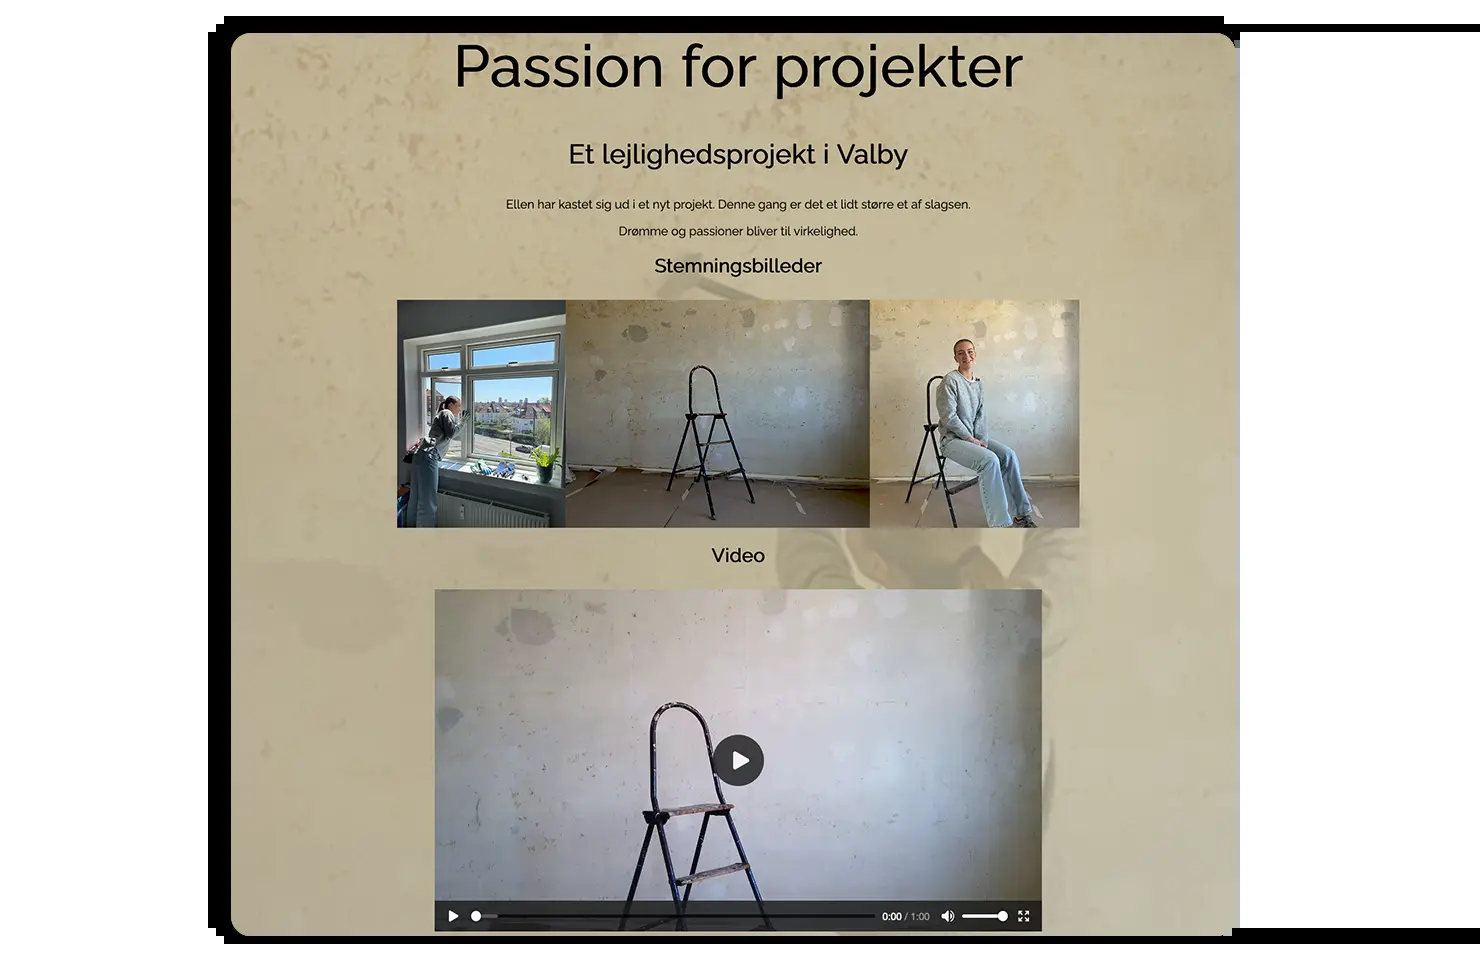 Passion for projekter
Et lejlighedsprojekt i Valby
Ellen har kastet sig ud i et nyt projekt. Denne gang er det et lidt større et af slagsen.
Drømme og passioner bliver til virkelighed.
Stemningsbilleder
Video
0:00 / 1:00